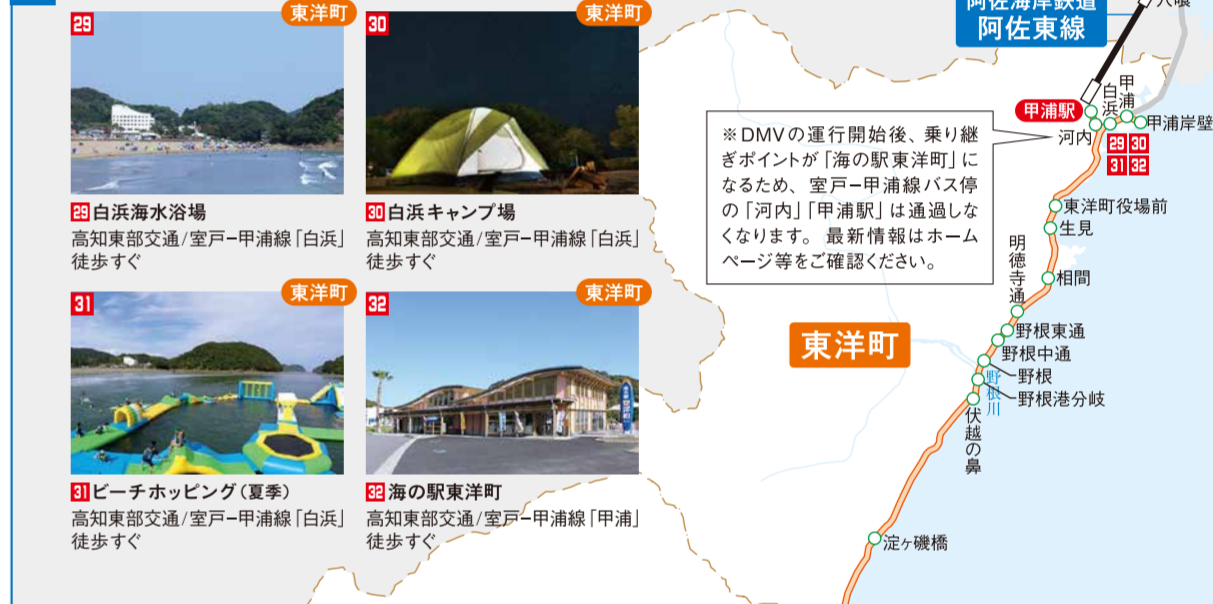 29
東洋町
29 白浜海水浴場
高知東部交通/室戸ー甲浦線「白浜」
徒歩すぐ
30
東洋町
30 白浜キャンプ場
高知東部交通/室戸ー甲浦線「白浜」
徒歩すぐ
31
東洋町
31 ビーチホッピング(夏季)
高知東部交通/室戸ー甲浦線「白浜」
徒歩すぐ
32
東洋町
32 海の駅東洋町
高知東部交通/室戸ー甲浦線「甲浦」
徒歩すぐ
阿佐海岸鉄道
阿佐東線
※DMVの運行開始後、乗り継
ぎポイントが「海の駅東洋町」に
なるため、室戸ー甲浦線バス停
の「河内」「甲浦駅」は通過しな
くなります。 最新情報はホーム
ページ等をご確認ください。
甲浦駅
白浜
甲浦
甲浦岸壁
河内
29 30
31 32
東洋町役場前
生見
相間
明徳寺通
野根東通
野根中通
野根
野根港分岐
野根川
伏越の鼻
東洋町
淀ヶ磯橋